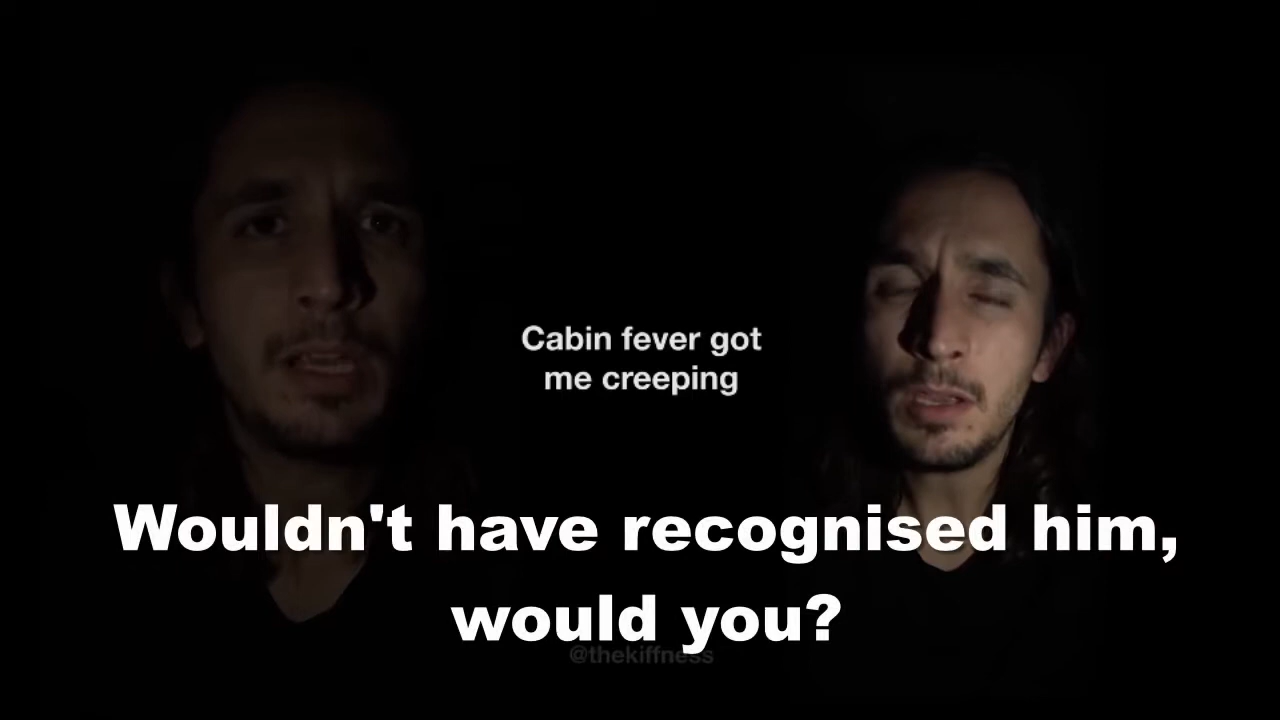 Cabin fever got
me creeping
Wouldn't have recognised him,
would you?
@thekiffness